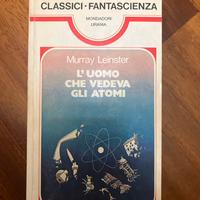 CLASSICI • FANTASCIENZA
MONDADORI
URANIA
Murray Leinster
L'UOMO
CHE VEDEVA
GLI ATOMI